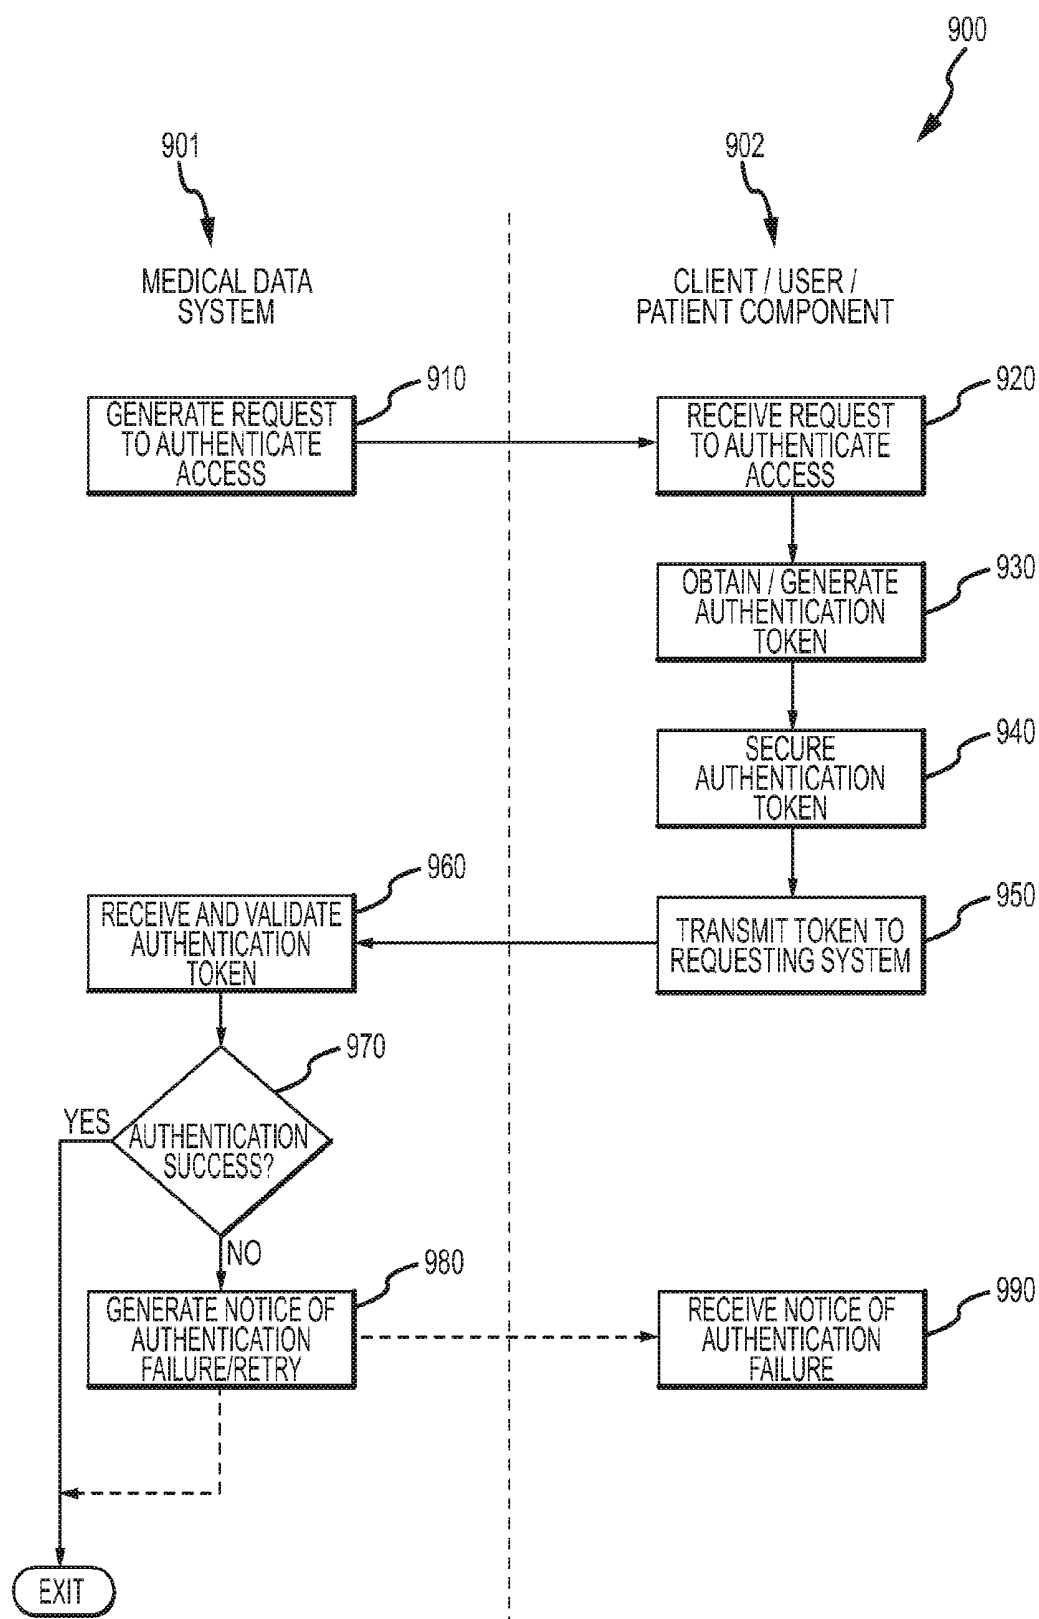 900
901
902
MEDICAL DATA
SYSTEM
CLIENT / USER /
PATIENT COMPONENT
910
GENERATE REQUEST
TO AUTHENTICATE
ACCESS
920
RECEIVE REQUEST
TO AUTHENTICATE
ACCESS
930
OBTAIN / GENERATE
AUTHENTICATION
TOKEN
940
SECURE
AUTHENTICATION
TOKEN
950
TRANSMIT TOKEN TO
REQUESTING SYSTEM
960
RECEIVE AND VALIDATE
AUTHENTICATION
TOKEN
970
YES
AUTHENTICATION
SUCCESS?
NO
980
GENERATE NOTICE OF
AUTHENTICATION
FAILURE/RETRY
990
RECEIVE NOTICE OF
AUTHENTICATION
FAILURE
EXIT